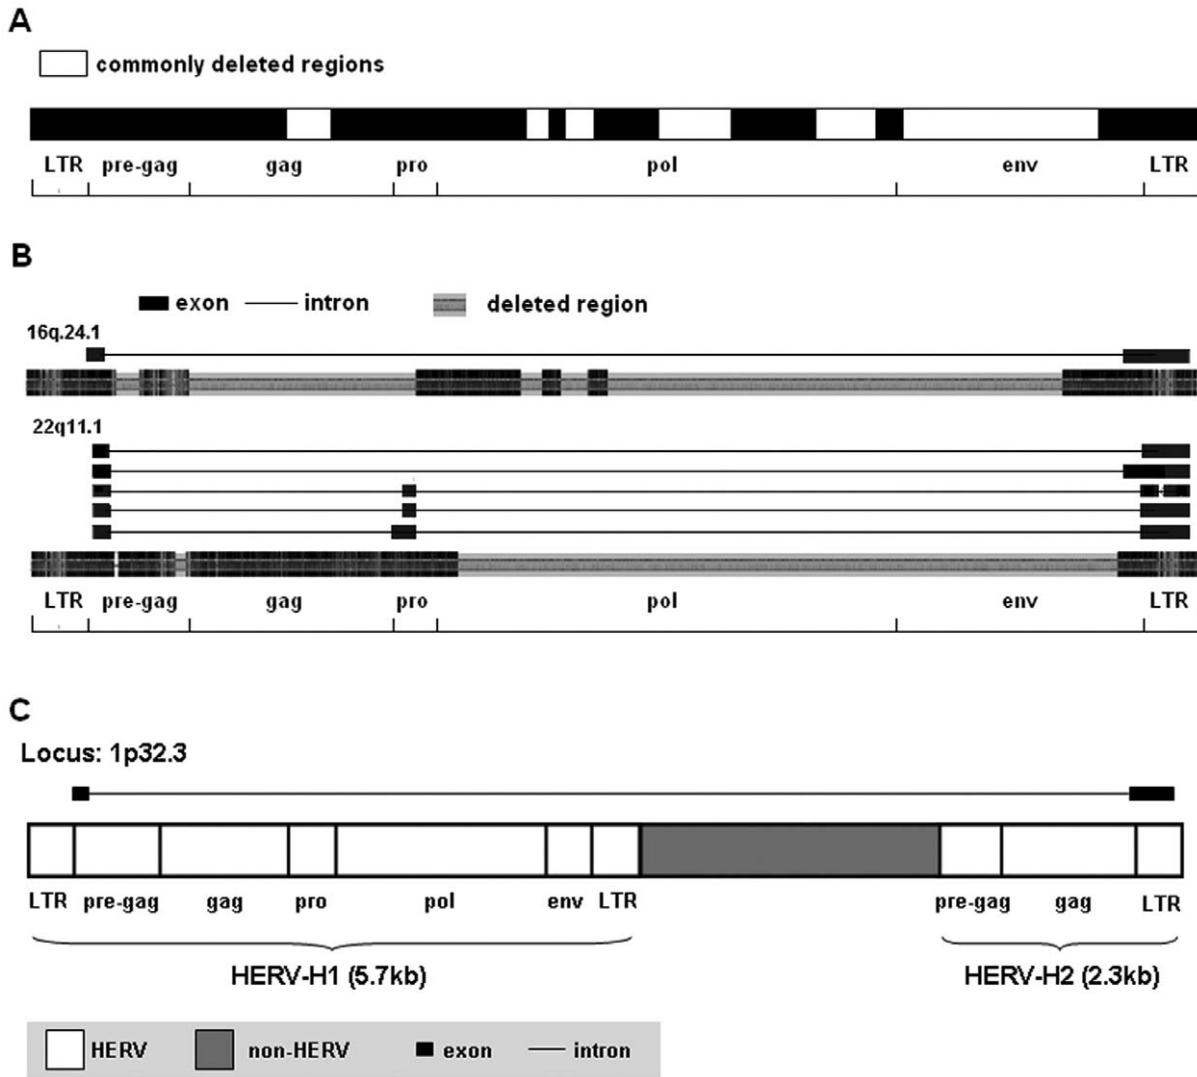 A
commonly deleted regions
LTR pre-gag gag pro pol env LTR
B
exon intron deleted region
16q.24.1
22q11.1
LTR pre-gag gag pro pol env LTR
C
Locus: 1p32.3
LTR pre-gag gag pro pol env LTR pre-gag gag LTR
HERV-H1 (5.7kb) HERV-H2 (2.3kb)
HERV non-HERV exon intron